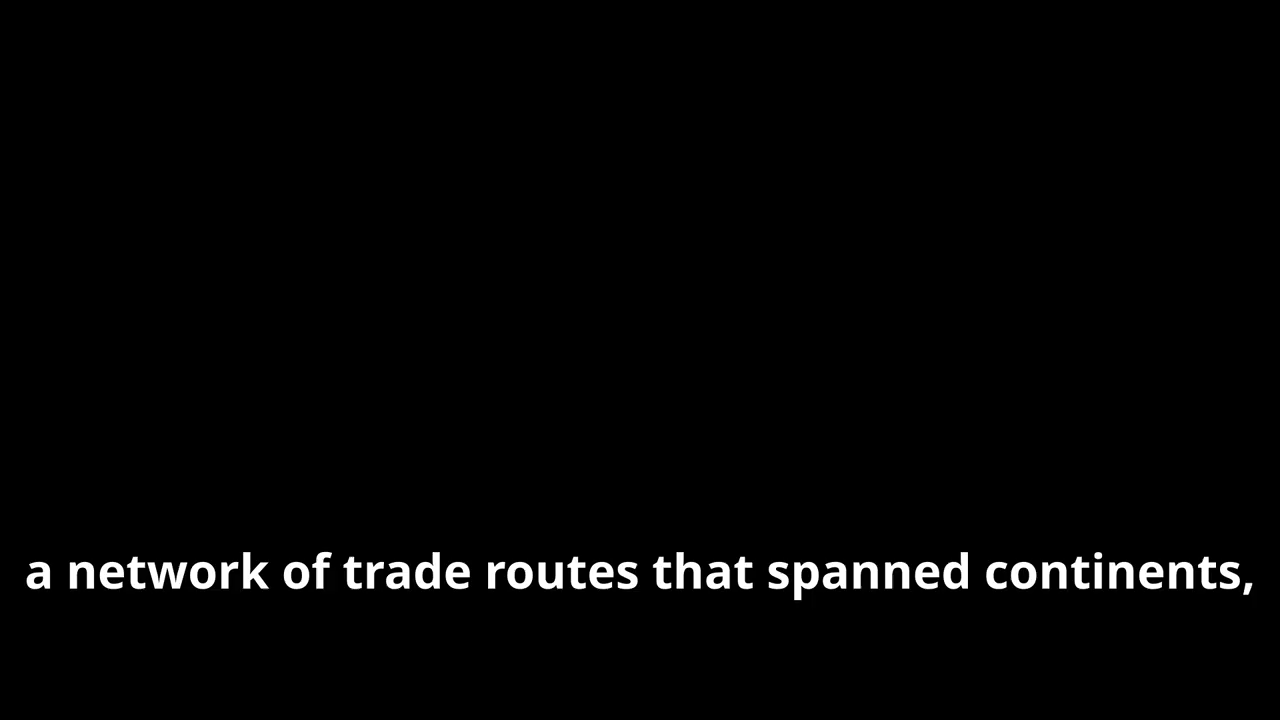 a network of trade routes that spanned continents,